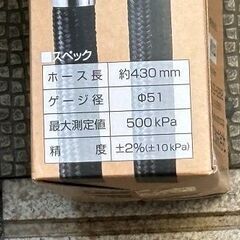 ■スペック
ホース長 約430mm
ゲージ径 Φ51
最大測定値 500kPa
精度 ±2%(±10kPa)